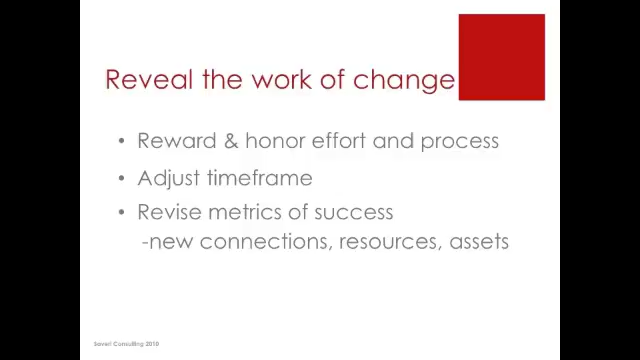 Reveal the work of change
• Reward & honor effort and process
• Adjust timeframe
• Revise metrics of success
-new connections, resources, assets
Saveri Consulting 2010